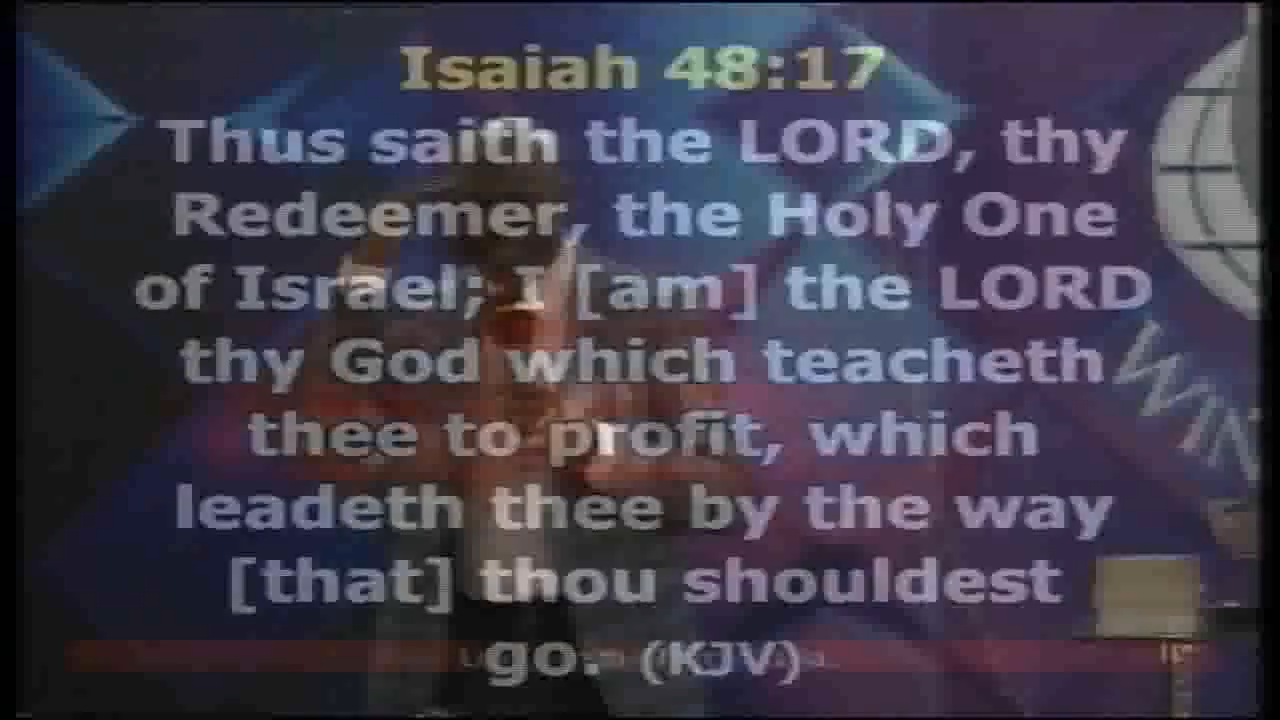 Isaiah 48:17
Thus saith the LORD, thy
Redeemer, the Holy One
of Israel; I [am] the LORD
thy God which teacheth
thee to profit, which
leadeth thee by the way
[that] thou shouldest
go. (KJV)
WIN